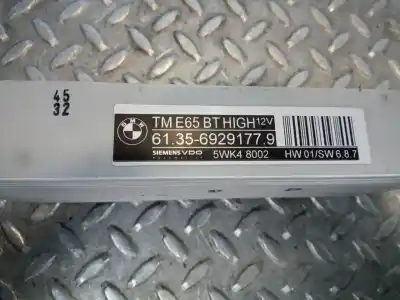 45
32
BMW
TM E65 BT HIGH 12V
61.35-6929177.9
SIEMENS VDO 5WK4 8002 HW 01/SW 6.8.7